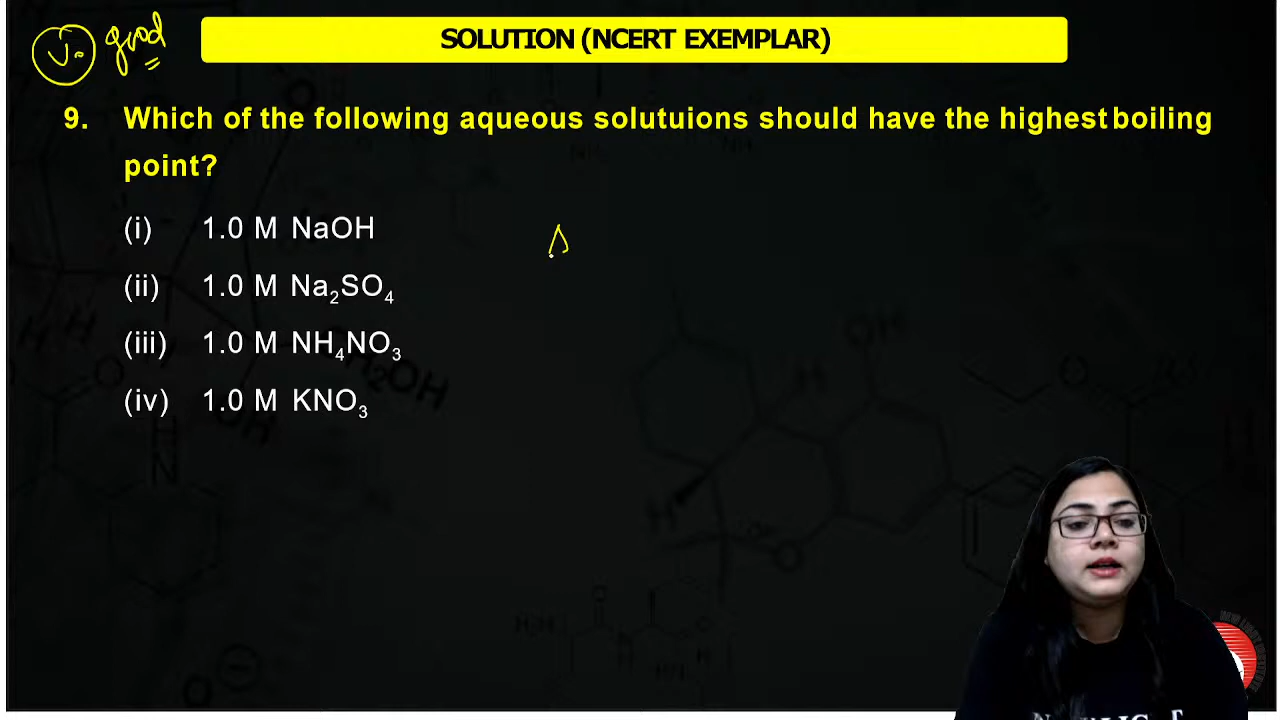 V. good
SOLUTION (NCERT EXEMPLAR)
9. Which of the following aqueous solutuions should have the highest boiling
point?
(i) 1.0 M NaOH
(ii) 1.0 M Na₂SO₄
(iii) 1.0 M NH₄NO₃
(iv) 1.0 M KNO₃
Δ